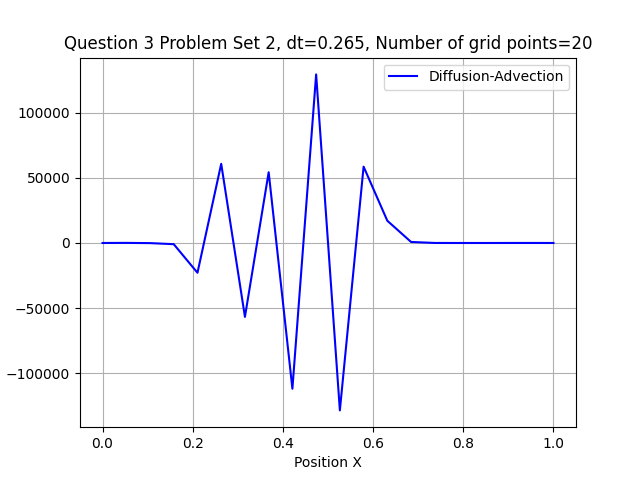 Question 3 Problem Set 2, dt=0.265, Number of grid points=20
Diffusion-Advection
100000
50000
0
−50000
−100000
0.0 0.2 0.4 0.6 0.8 1.0
Position X